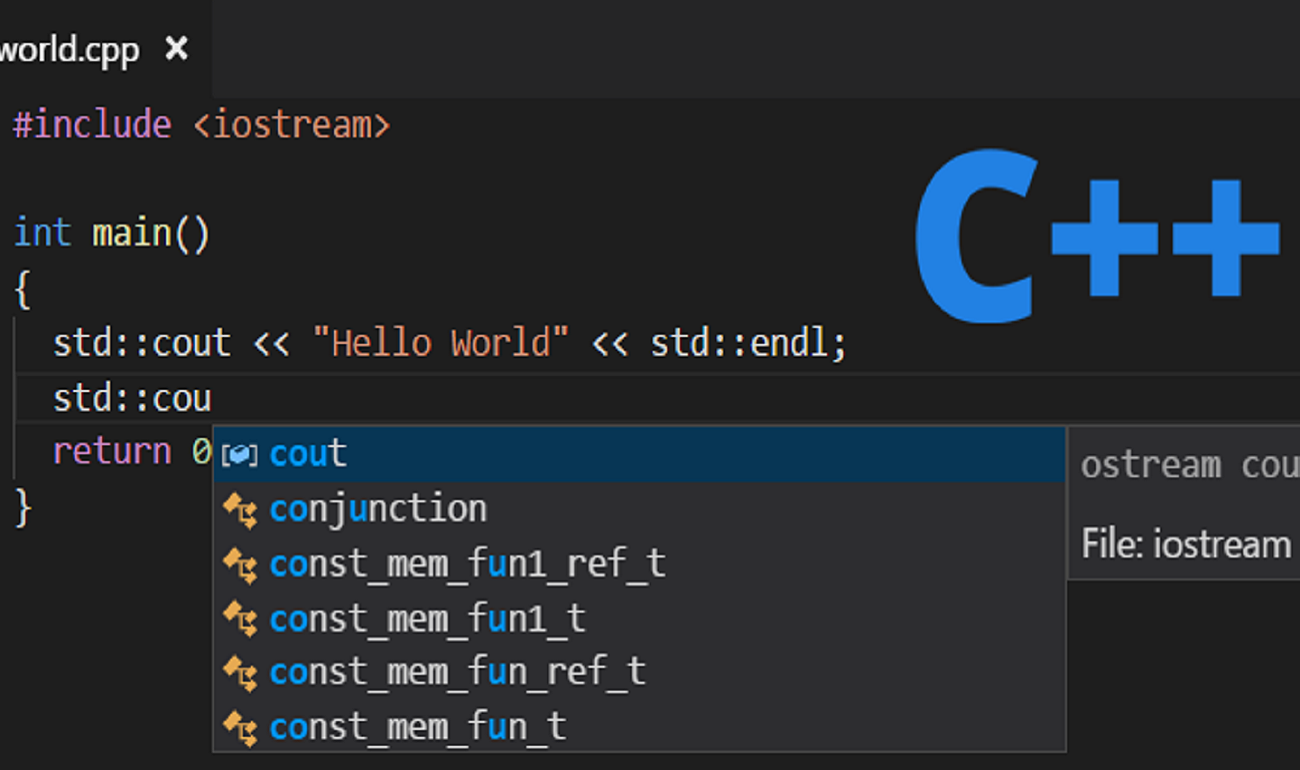 world.cpp ×
#include <iostream>
C++
int main()
{
std::cout << "Hello World" << std::endl;
std::cou
return 0
}
cout
conjunction
const_mem_fun1_ref_t
const_mem_fun1_t
const_mem_fun_ref_t
const_mem_fun_t
ostream cou
File: iostream